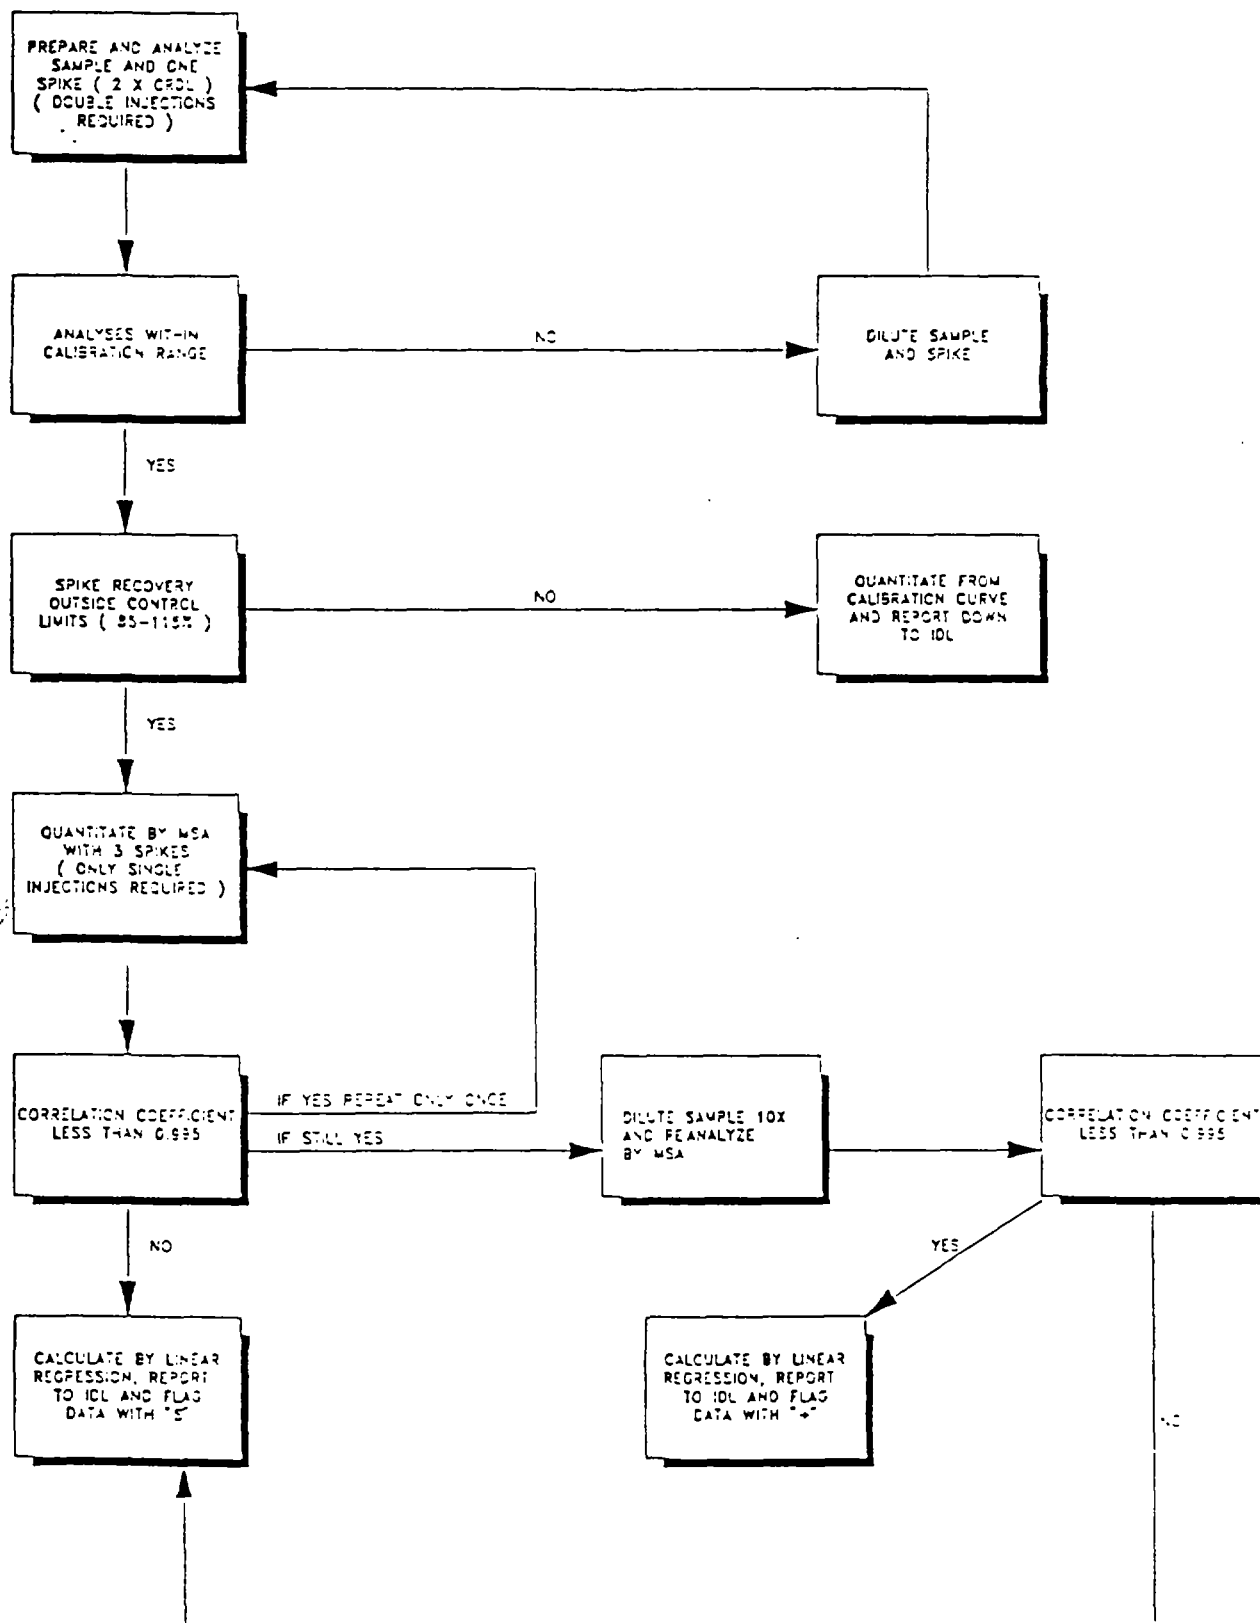 PREPARE AND ANALYZE
SAMPLE AND ONE
SPIKE ( 2 X CRDL )
( DOUBLE INJECTIONS
REQUIRED )
ANALYSES WITHIN
CALIBRATION RANGE
NO
DILUTE SAMPLE
AND SPIKE
YES
SPIKE RECOVERY
OUTSIDE CONTROL
LIMITS ( 85-115% )
NO
QUANTITATE FROM
CALIBRATION CURVE
AND REPORT DOWN
TO IDL
YES
QUANTITATE BY MSA
WITH 3 SPIKES
( ONLY SINGLE
INJECTIONS REQUIRED )
CORRELATION COEFFICIENT
LESS THAN 0.995
IF YES REPEAT ONLY ONCE
IF STILL YES
DILUTE SAMPLE 10X
AND REANALYZE
BY MSA
CORRELATION COEFFICIENT
LESS THAN 0.995
NO
YES
CALCULATE BY LINEAR
REGRESSION, REPORT
TO IDL AND FLAG
DATA WITH "S"
CALCULATE BY LINEAR
REGRESSION, REPORT
TO IDL AND FLAG
DATA WITH "+"
NO